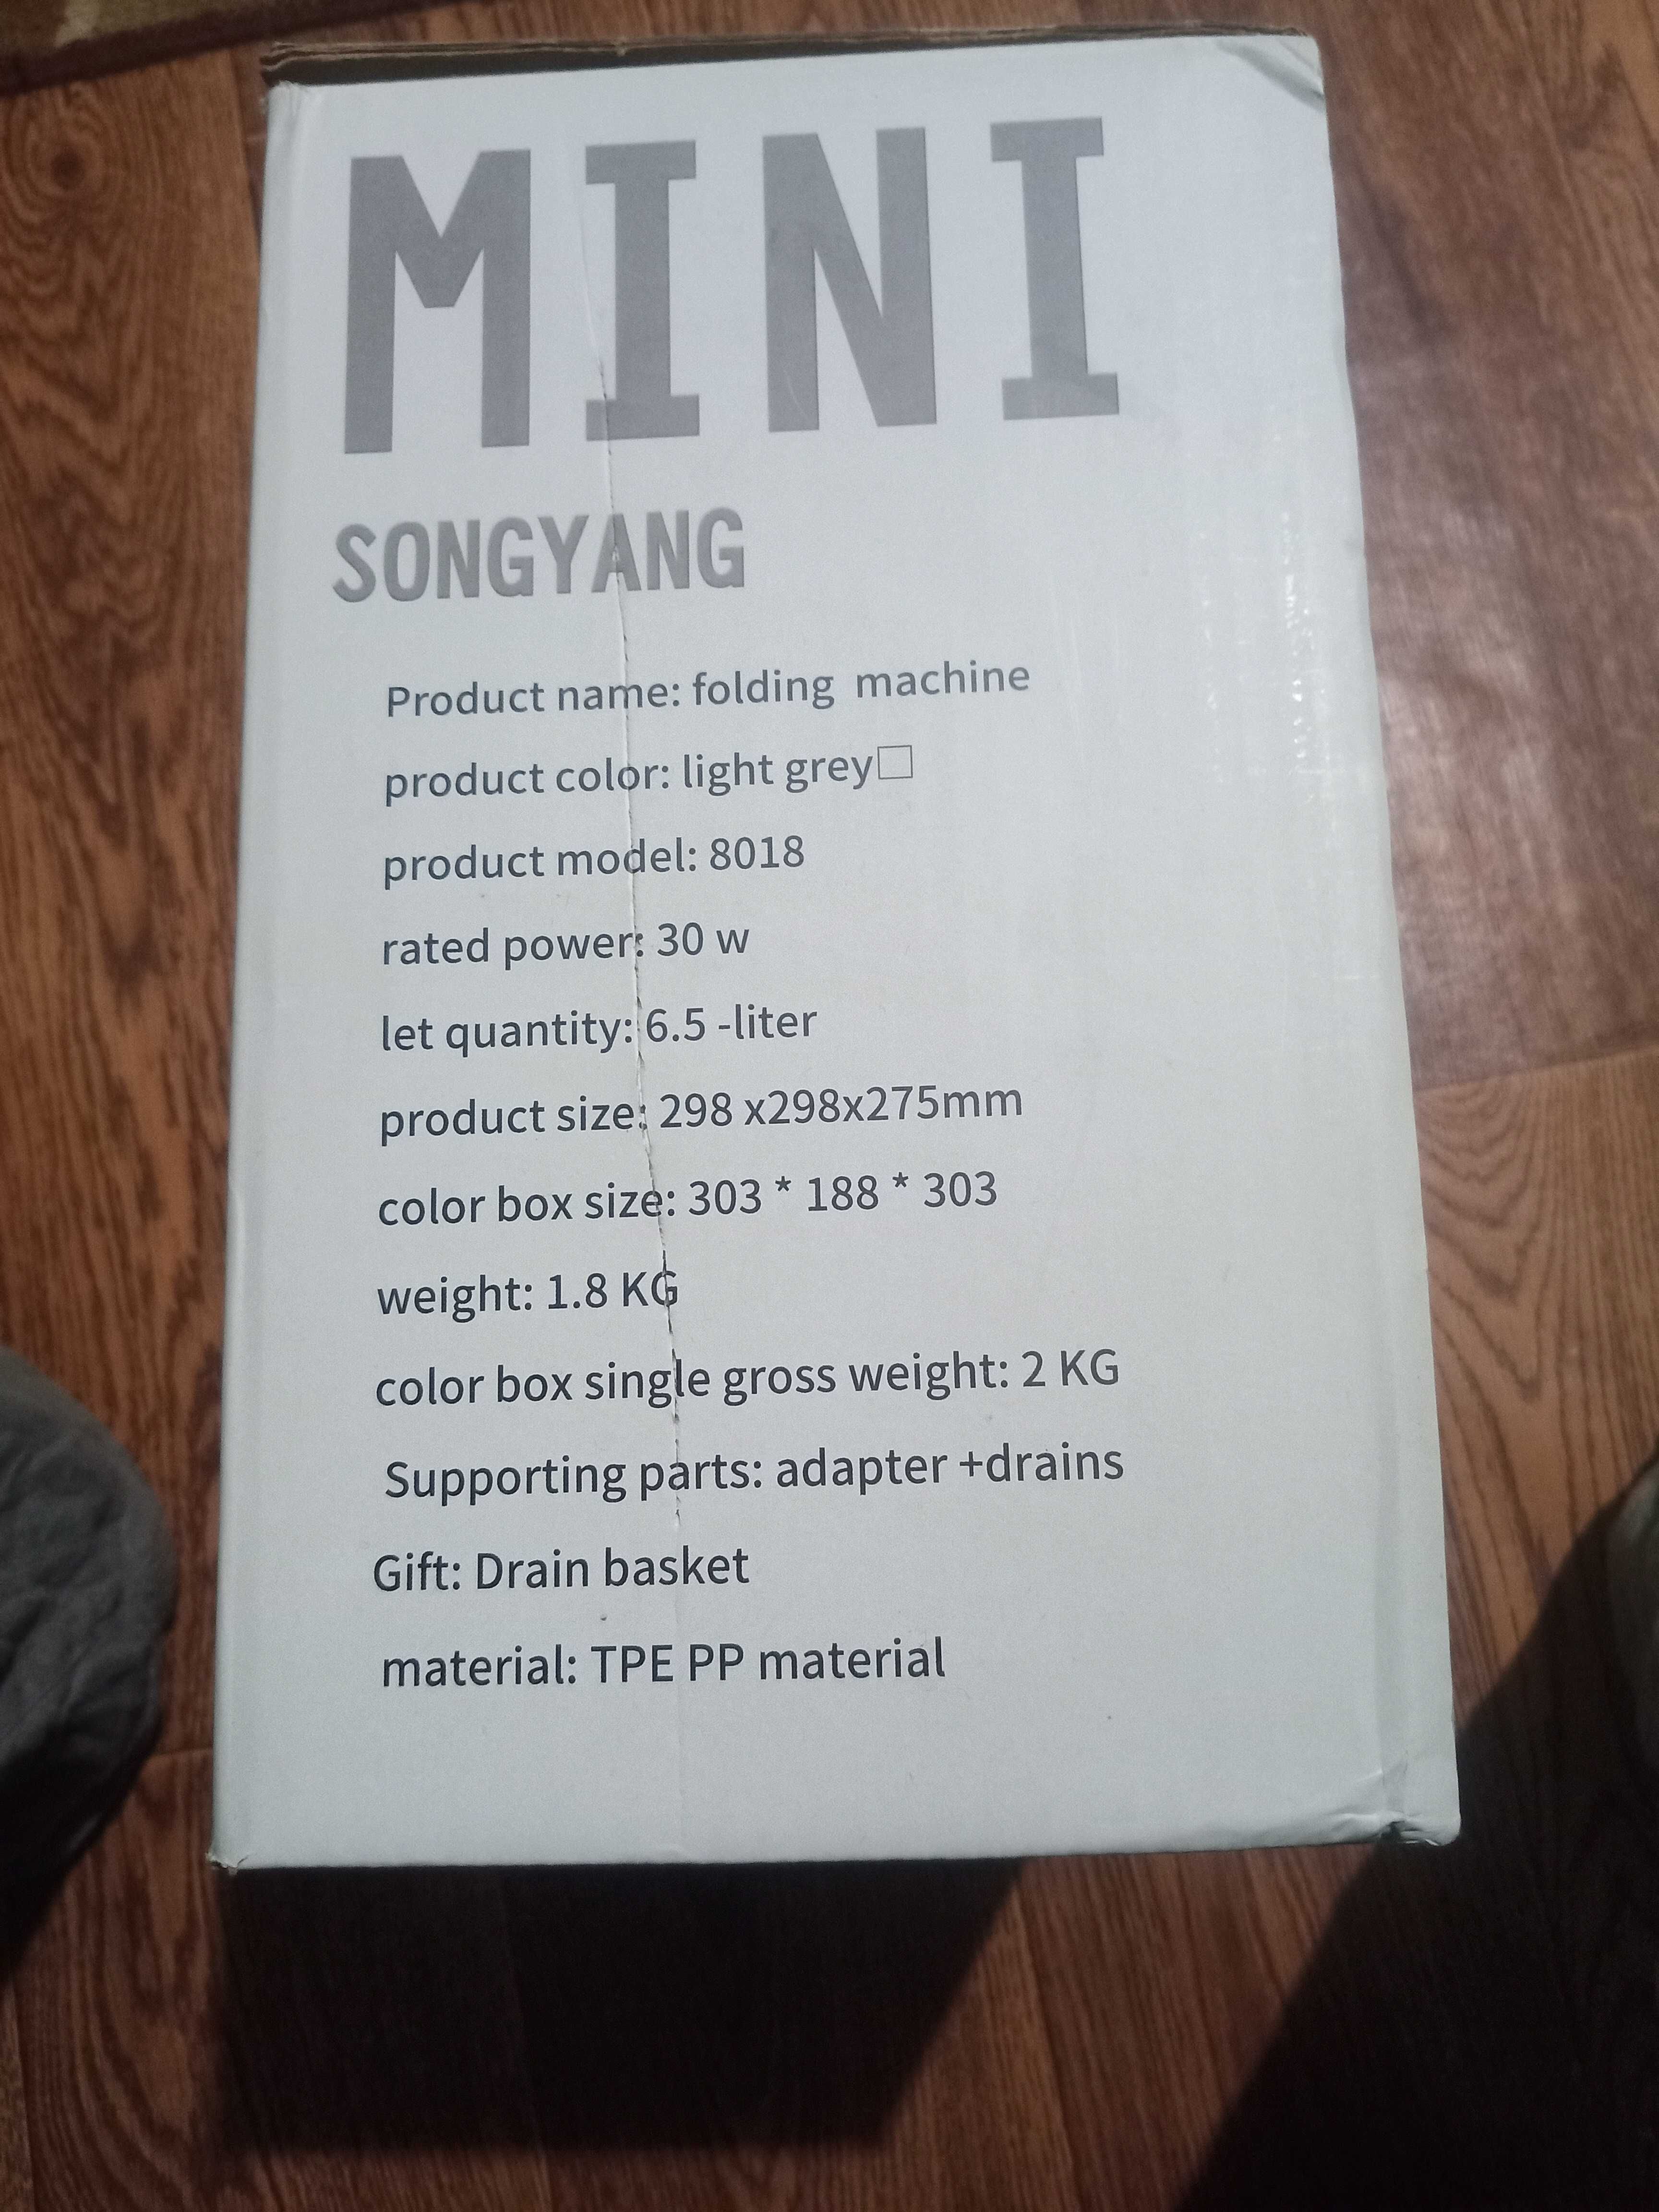 MINI
SONGYANG
Product name: folding machine
product color: light grey□
product model: 8018
rated power: 30 w
let quantity: 6.5 -liter
product size: 298 x298x275mm
color box size: 303 * 188 * 303
weight: 1.8 KG
color box single gross weight: 2 KG
Supporting parts: adapter +drains
Gift: Drain basket
material: TPE PP material